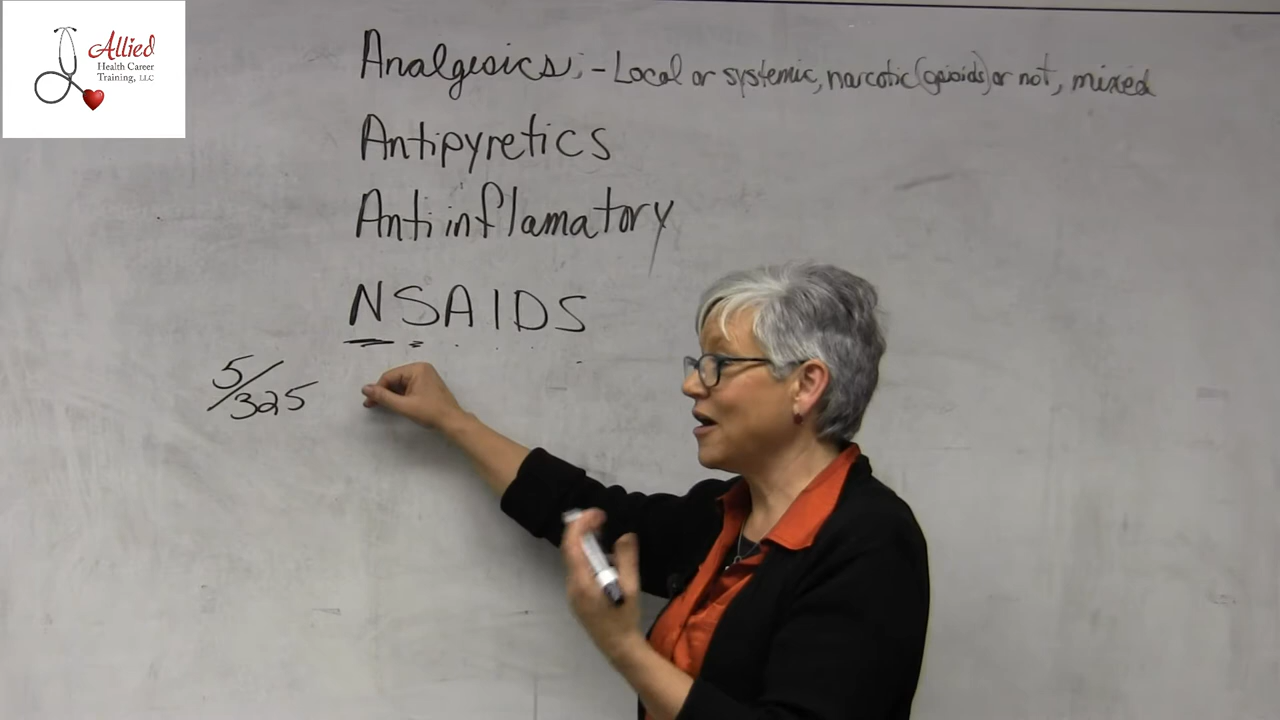 Allied
Health Career
Training, LLC
Analgesics; - Local or systemic, narcotic (opioids) or not, mixed
Antipyretics
Antiinflamatory
NSAIDS
5/325